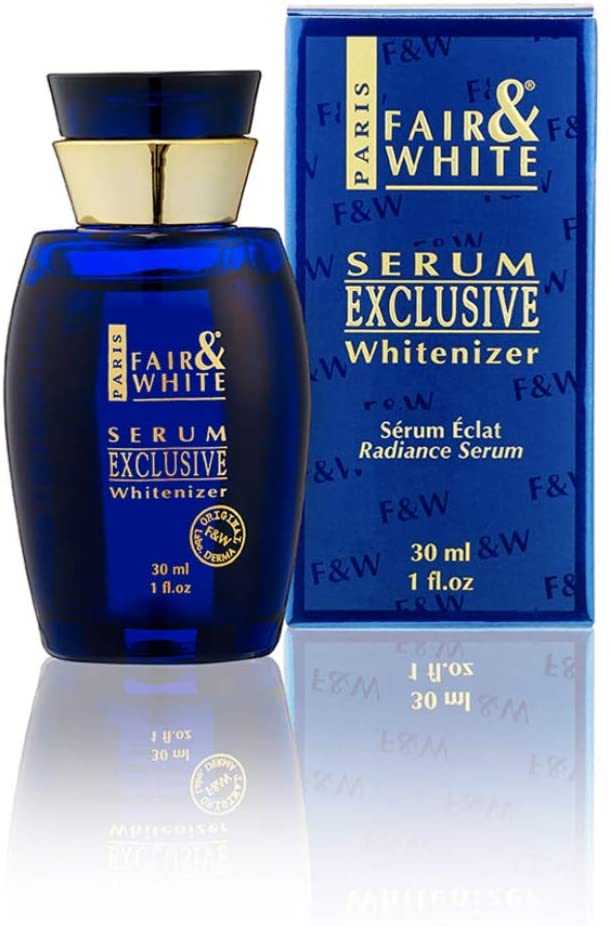 PARIS
FAIR &
WHITE
SERUM
EXCLUSIVE
Whitenizer
ORIGINAL
F&W
Labo. DERMA
30 ml
1 fl.oz
F&W
PARIS
FAIR &®
WHITE
F&W
SERUM
EXCLUSIVE
Whitenizer
Sérum Éclat
Radiance Serum
F&W
F&W
30 ml
1 fl.oz